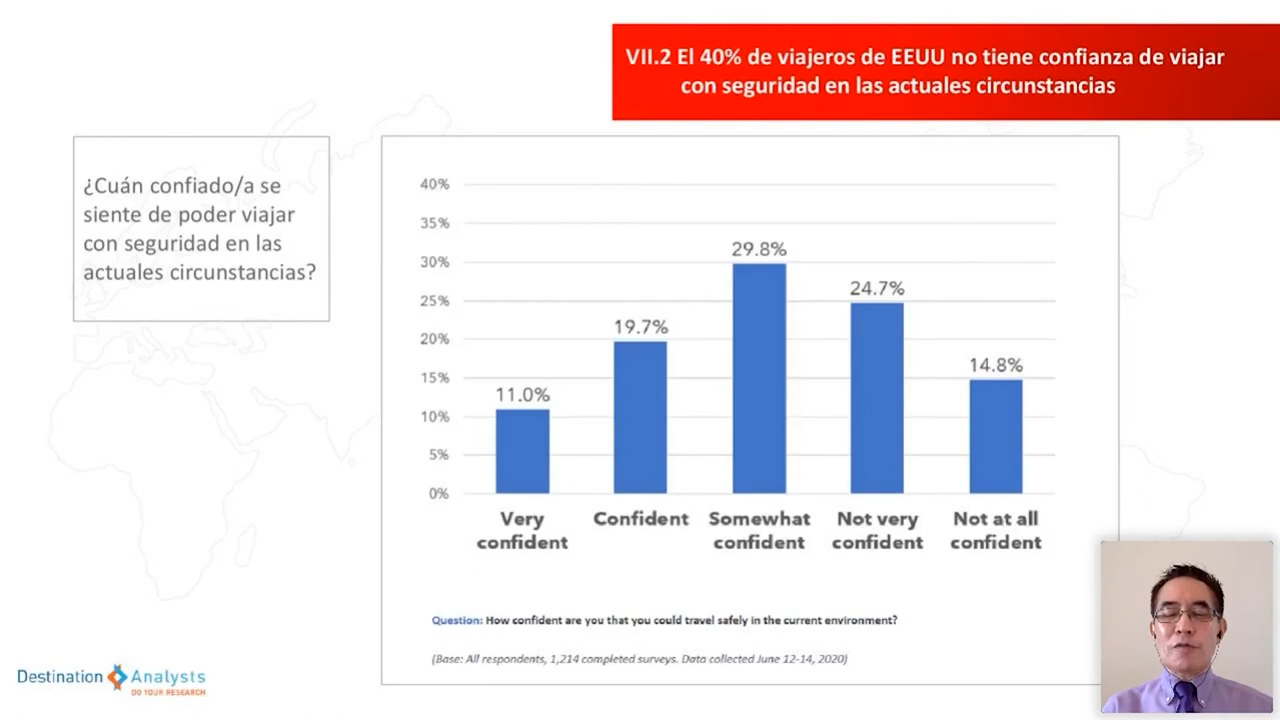 VII.2 El 40% de viajeros de EEUU no tiene confianza de viajar
con seguridad en las actuales circunstancias
¿Cuán confiado/a se
siente de poder viajar
con seguridad en las
actuales circunstancias?
40%
35%
30%
25%
20%
15%
10%
5%
0%
11.0%
19.7%
29.8%
24.7%
14.8%
Very
confident
Confident
Somewhat
confident
Not very
confident
Not at all
confident
Question: How confident are you that you could travel safely in the current environment?
(Base: All respondents, 1,214 completed surveys. Data collected June 12-14, 2020)
Destination Analysts
DO YOUR RESEARCH